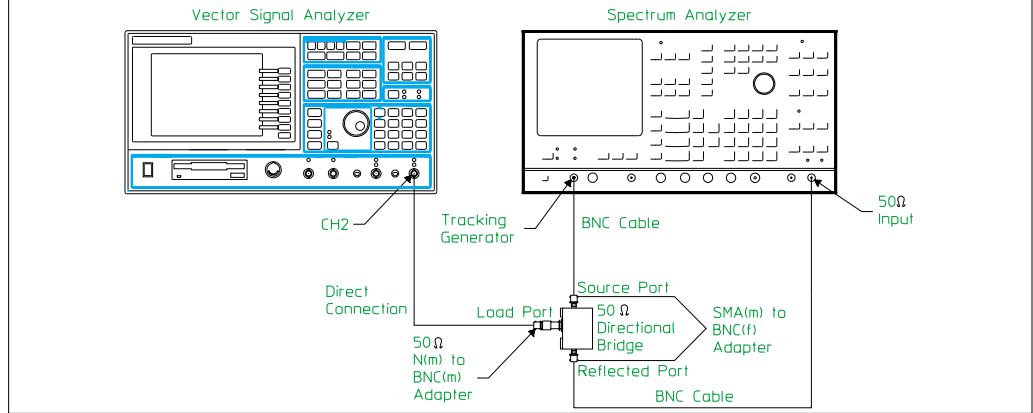 Vector Signal Analyzer
Spectrum Analyzer
CH2
Tracking
Generator
BNC Cable
50Ω
Input
Direct
Connection
Load Port
Source Port
50Ω
Directional
Bridge
SMA(m) to
BNC(f)
Adapter
50Ω
N(m) to
BNC(m)
Adapter
Reflected Port
BNC Cable